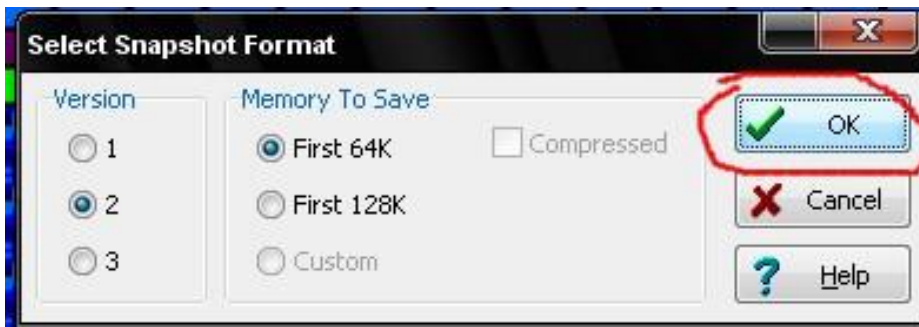 Select Snapshot Format
Version
1
2
3
Memory To Save
First 64K
Compressed
First 128K
Custom
OK
Cancel
Help